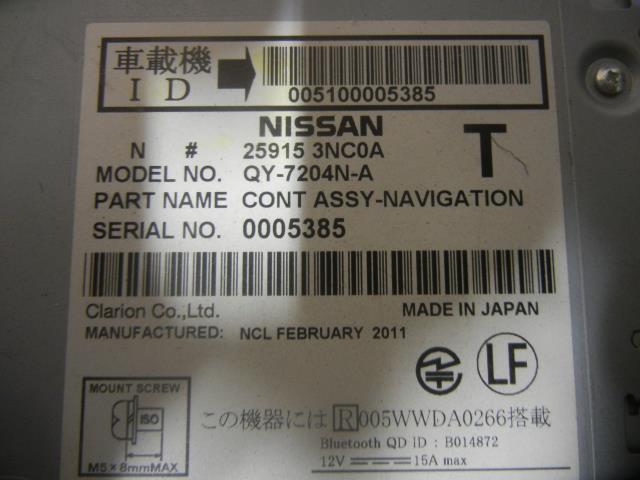 車載機
ID
005100005385
NISSAN
N # 25915 3NC0A
T
MODEL NO. QY-7204N-A
PART NAME CONT ASSY-NAVIGATION
SERIAL NO. 0005385
Clarion Co.,Ltd. MADE IN JAPAN
MANUFACTURED: NCL FEBRUARY 2011
LF
MOUNT SCREW
ISO
M5×8mmMAX
この機器には R005WWDA0266搭載
Bluetooth QD ID : B014872
12V 15A max